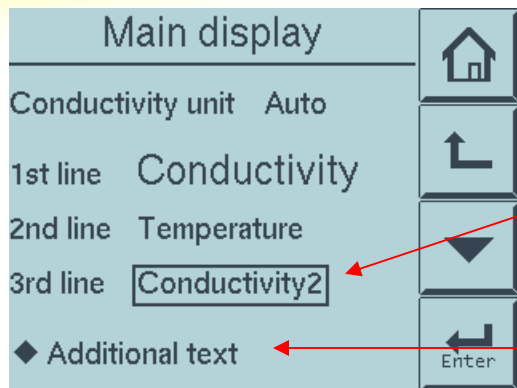 Main display
Conductivity unit Auto
1st line Conductivity
2nd line Temperature
3rd line Conductivity2
◆ Additional text
Enter